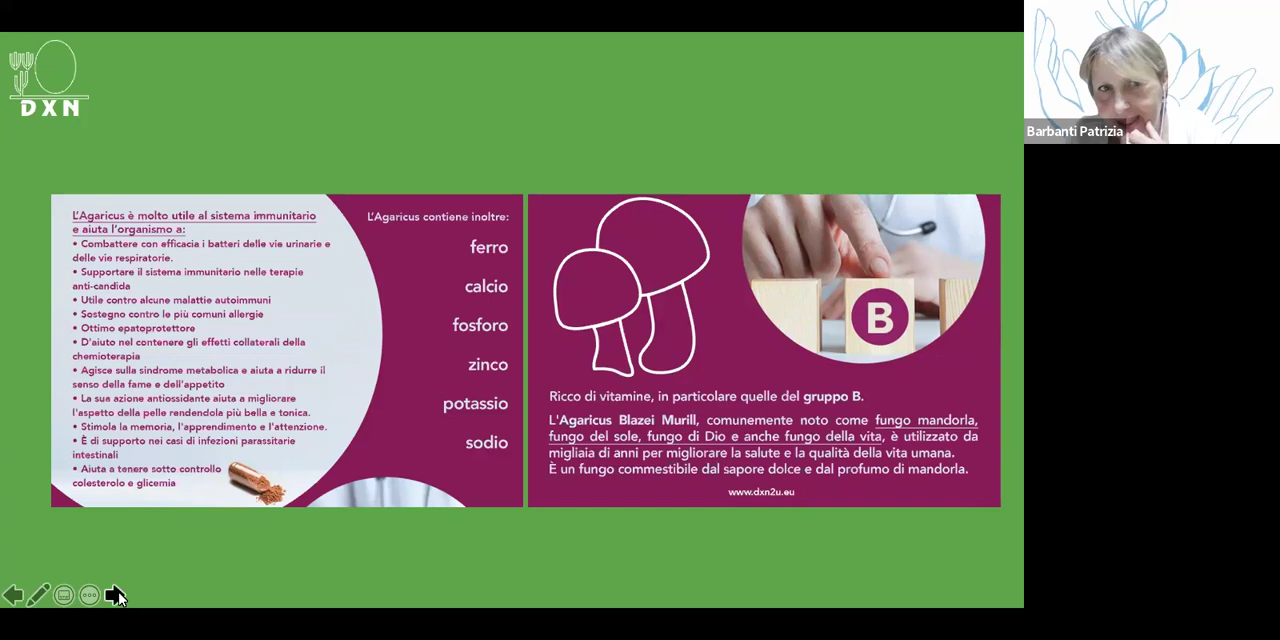 DXN
L'Agaricus è molto utile al sistema immunitario
e aiuta l'organismo a:
• Combattere con efficacia i batteri delle vie urinarie e
delle vie respiratorie.
• Supportare il sistema immunitario nelle terapie
anti-candida
• Utile contro alcune malattie autoimmuni
• Sostegno contro le più comuni allergie
• Ottimo epatoprotettore
• D'aiuto nel contenere gli effetti collaterali della
chemioterapia
• Agisce sulla sindrome metabolica e aiuta a ridurre il
senso della fame e dell'appetito
• La sua azione antiossidante aiuta a migliorare
l'aspetto della pelle rendendola più bella e tonica.
• Stimola la memoria, l'apprendimento e l'attenzione.
• È di supporto nei casi di infezioni parassitarie
intestinali
• Aiuta a tenere sotto controllo
colesterolo e glicemia
L'Agaricus contiene inoltre:
ferro
calcio
fosforo
zinco
potassio
sodio
B
Ricco di vitamine, in particolare quelle del gruppo B.
L'Agaricus Blazei Murill, comunemente noto come fungo mandorla,
fungo del sole, fungo di Dio e anche fungo della vita, è utilizzato da
migliaia di anni per migliorare la salute e la qualità della vita umana.
È un fungo commestibile dal sapore dolce e dal profumo di mandorla.
www.dxn2u.eu
Barbanti Patrizia